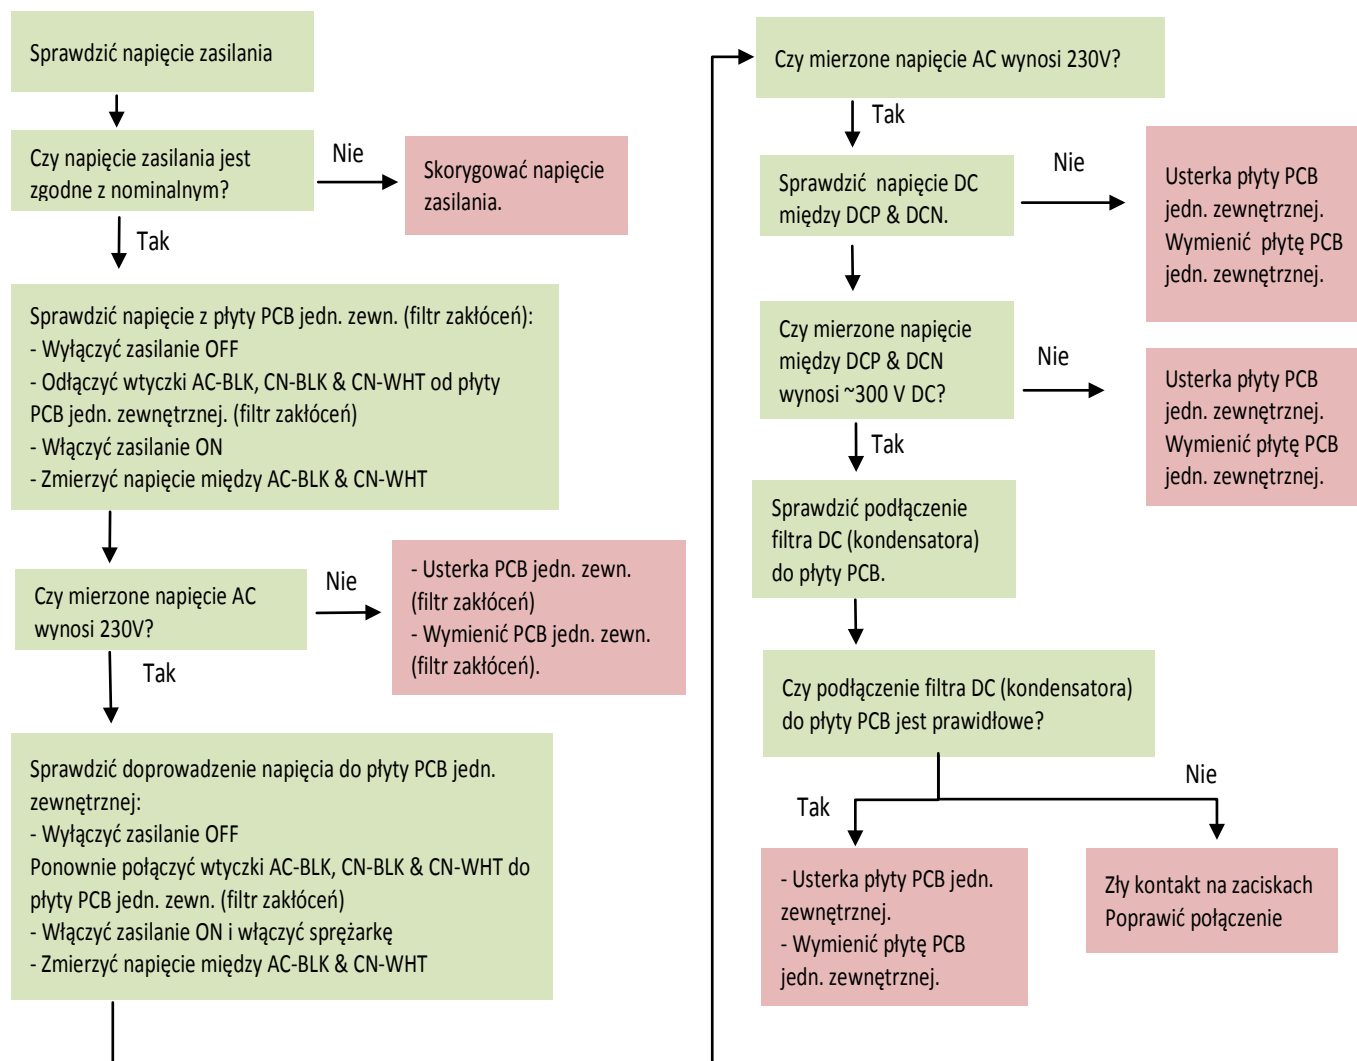 Sprawdzić napięcie zasilania
Czy napięcie zasilania jest
zgodne z nominalnym?
Nie
Skorygować napięcie
zasilania.
Tak
Sprawdzić napięcie z płyty PCB jedn. zewn. (filtr zakłóceń):
- Wyłączyć zasilanie OFF
- Odłączyć wtyczki AC-BLK, CN-BLK & CN-WHT od płyty
PCB jedn. zewnętrznej. (filtr zakłóceń)
- Włączyć zasilanie ON
- Zmierzyć napięcie między AC-BLK & CN-WHT
Czy mierzone napięcie AC
wynosi 230V?
Nie
- Usterka PCB jedn. zewn.
(filtr zakłóceń)
- Wymienić PCB jedn. zewn.
(filtr zakłóceń).
Tak
Sprawdzić doprowadzenie napięcia do płyty PCB jedn.
zewnętrznej:
- Wyłączyć zasilanie OFF
Ponownie połączyć wtyczki AC-BLK, CN-BLK & CN-WHT do
płyty PCB jedn. zewn. (filtr zakłóceń)
- Włączyć zasilanie ON i włączyć sprężarkę
- Zmierzyć napięcie między AC-BLK & CN-WHT
Czy mierzone napięcie AC wynosi 230V?
Tak
Sprawdzić  napięcie DC
między DCP & DCN.
Nie
Usterka płyty PCB
jedn. zewnętrznej.
Wymienić  płytę PCB
jedn. zewnętrznej.
Czy mierzone napięcie
między DCP & DCN
wynosi ~300 V DC?
Nie
Usterka płyty PCB
jedn. zewnętrznej.
Wymienić płytę PCB
jedn. zewnętrznej.
Tak
Sprawdzić podłączenie
filtra DC (kondensatora)
do płyty PCB.
Czy podłączenie filtra DC (kondensatora)
do płyty PCB jest prawidłowe?
Tak
Nie
- Usterka płyty PCB jedn.
zewnętrznej.
- Wymienić płytę PCB
jedn. zewnętrznej.
Zły kontakt na zaciskach
Poprawić połączenie